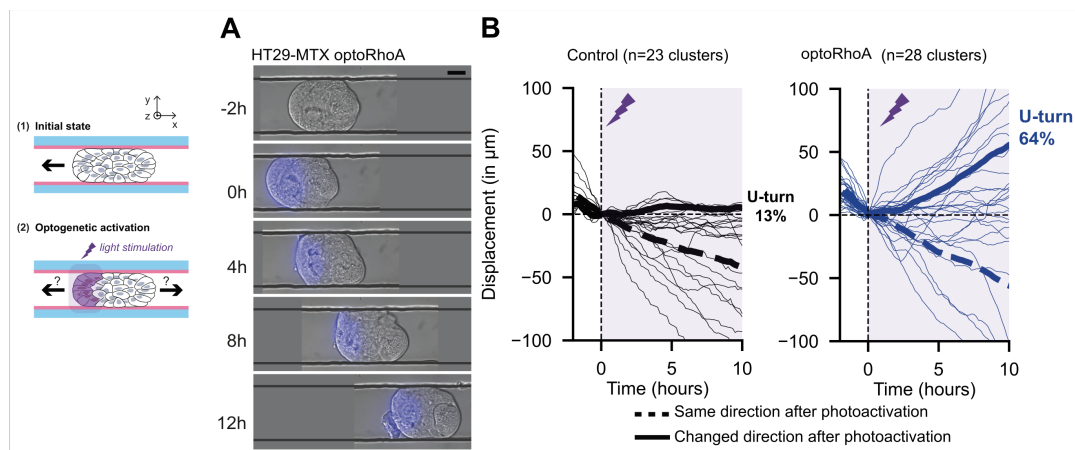 A
HT29-MTX optoRhoA
-2h
0h
4h
8h
12h
y
z
x
(1) Initial state
(2) Optogenetic activation
light stimulation
?
?
B
Control (n=23 clusters)
optoRhoA (n=28 clusters)
Displacement (in µm)
100
50
0
−50
−100
0
5
10
Time (hours)
U-turn
13%
100
50
0
−50
−100
0
5
10
Time (hours)
U-turn
64%
Same direction after photoactivation
Changed direction after photoactivation